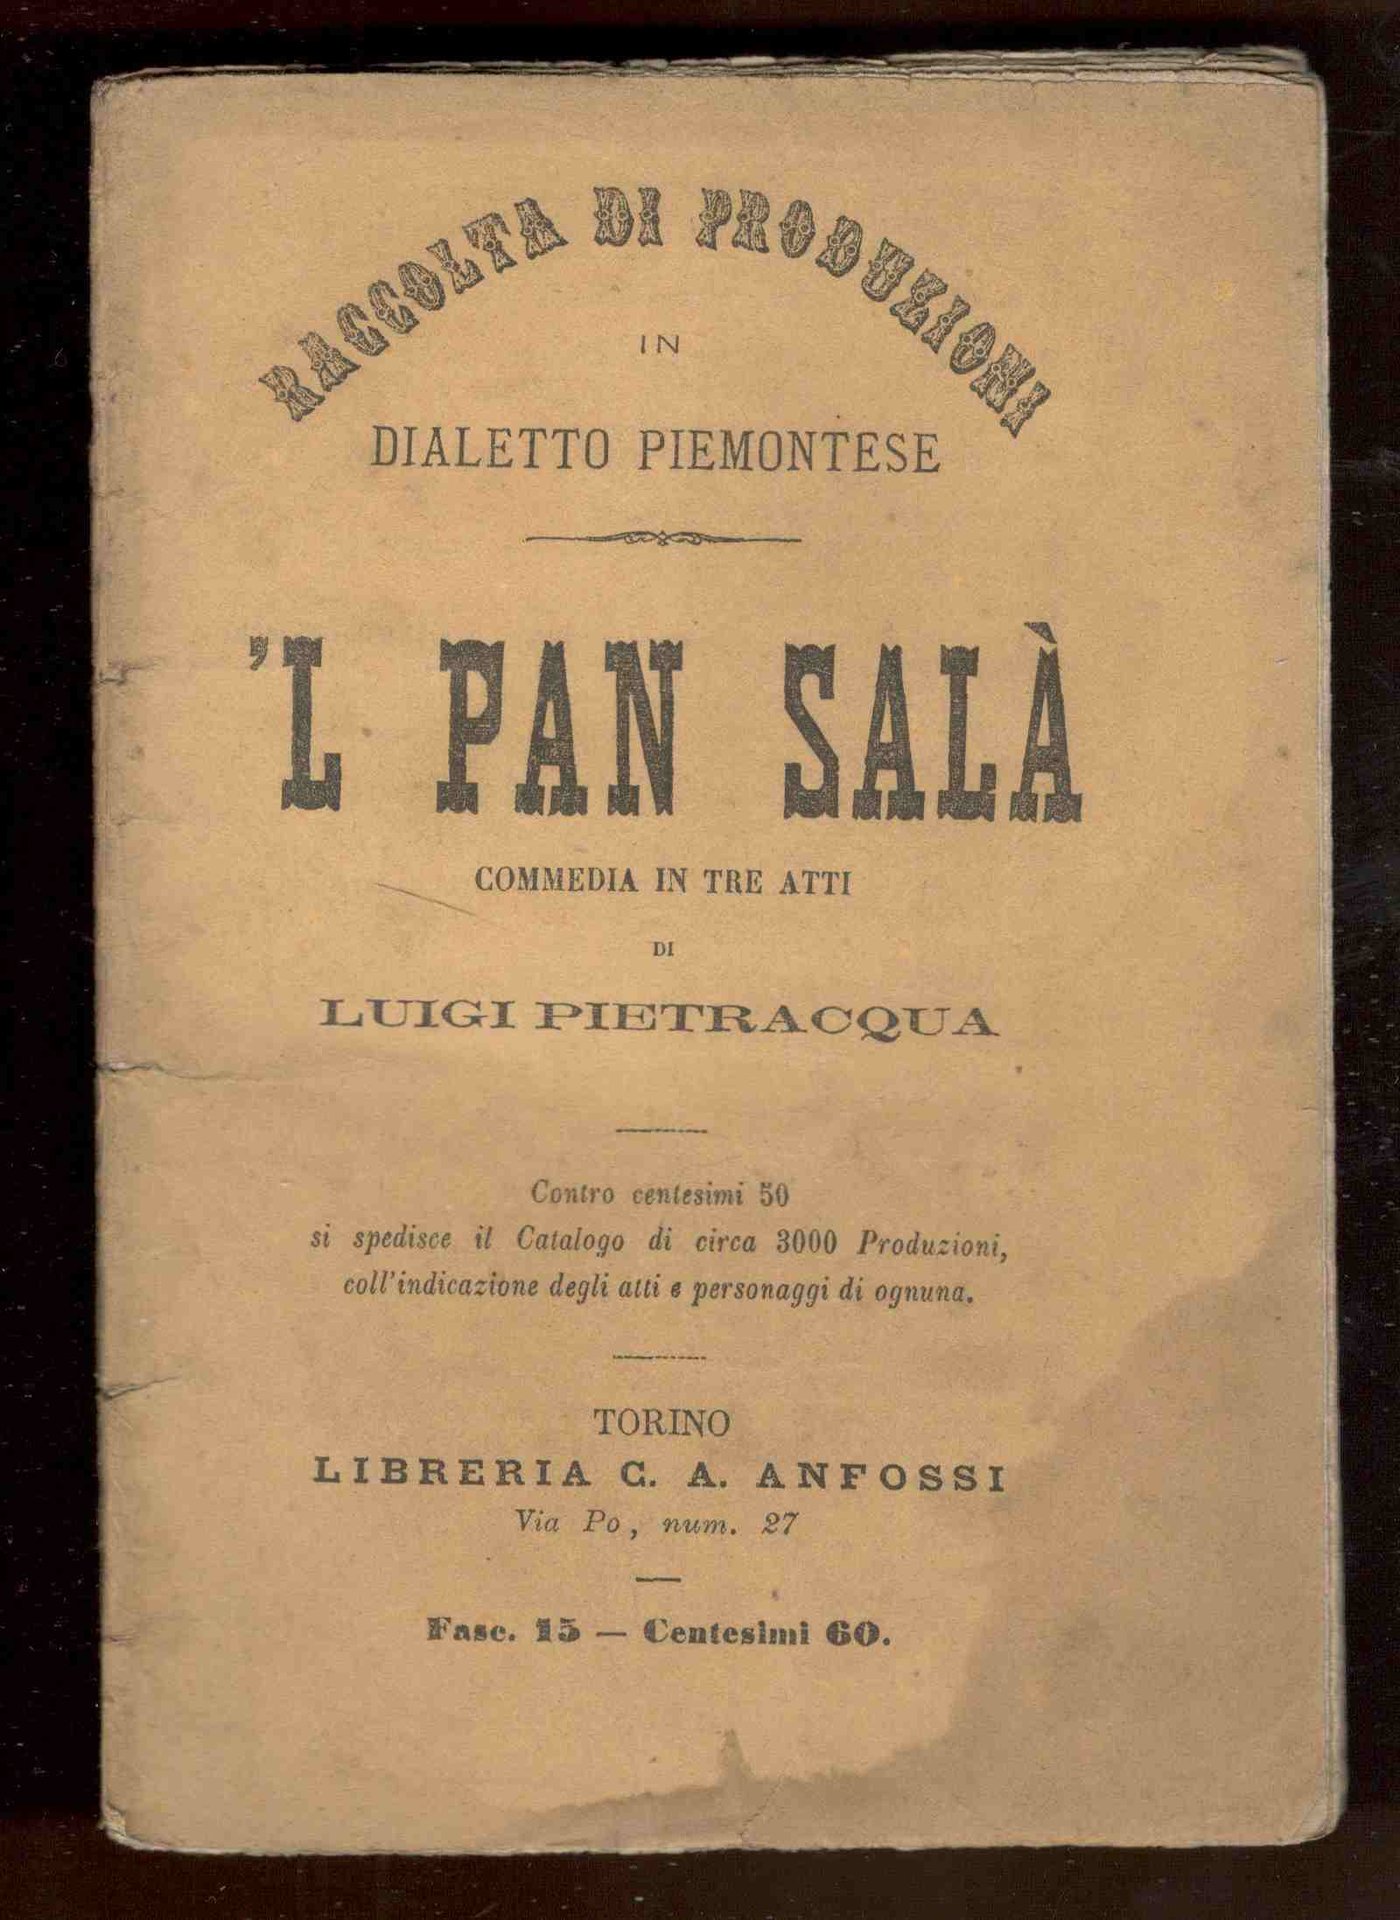 RACCOLTA DI PRODUZIONI
IN
DIALETTO PIEMONTESE
'L PAN SALÀ
COMMEDIA IN TRE ATTI
DI
LUIGI PIETRACQUA
Contro centesimi 50
si spedisce il Catalogo di circa 3000 Produzioni,
coll'indicazione degli atti e personaggi di ognuna.
TORINO
LIBRERIA C. A. ANFOSSI
Via Po, num. 27
Fasc. 15 — Centesimi 60.